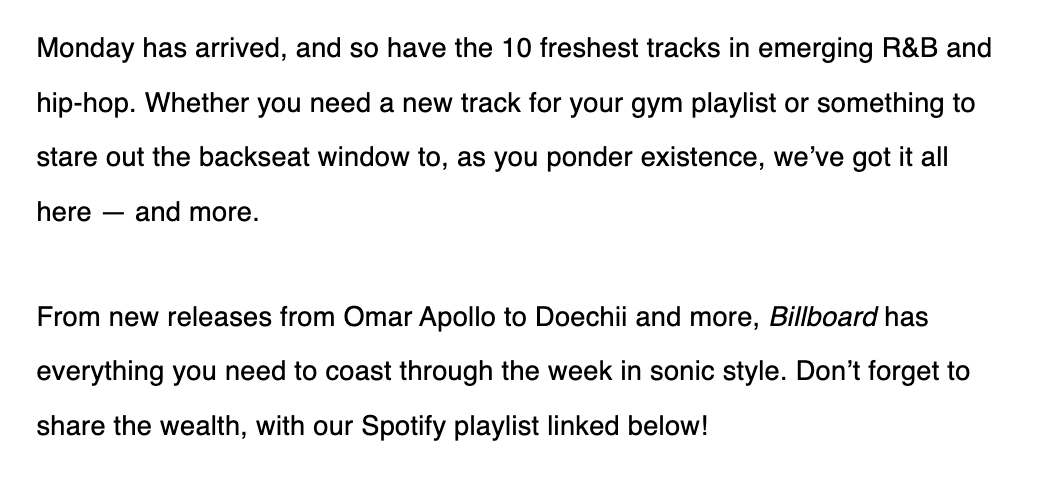 Monday has arrived, and so have the 10 freshest tracks in emerging R&B and
hip-hop. Whether you need a new track for your gym playlist or something to
stare out the backseat window to, as you ponder existence, we’ve got it all
here — and more.
From new releases from Omar Apollo to Doechii and more, Billboard has
everything you need to coast through the week in sonic style. Don’t forget to
share the wealth, with our Spotify playlist linked below!